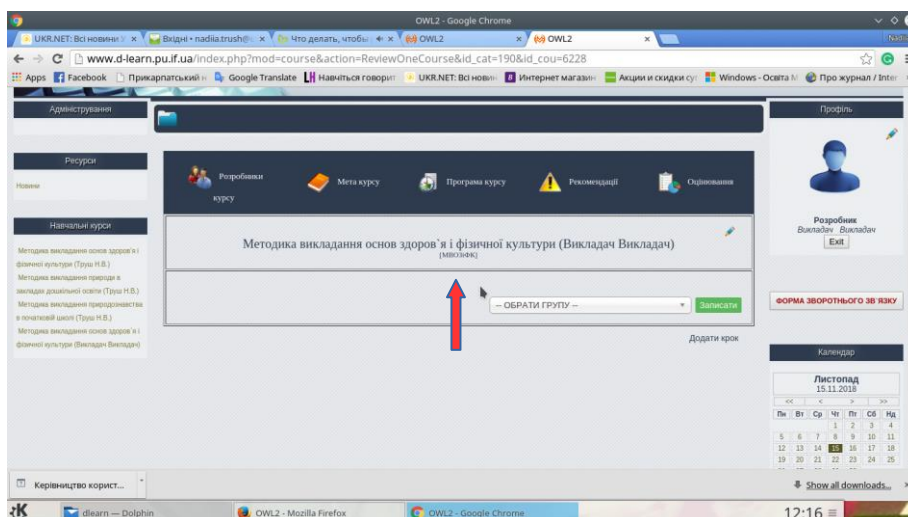 OWL2 - Google Chrome
UKR.NET: Всі новини
Вхідні • nadiia.trush@
Что делать, чтобы
OWL2
OWL2
www.d-learn.pu.if.ua/index.php?mod=course&action=ReviewOneCourse&id_cat=190&id_cou=6228
Apps
Facebook
Прикарпатський н
Google Translate
Навчіться говорит
UKR.NET: Всі новин
Интернет магазин
Акции и скидки су
Windows - Освіта
Про журнал / Inter
Адміністрування
Профіль
Ресурси
Новини
Розробники курсу
Мета курсу
Програма курсу
Рекомендації
Оцінювання
Навчальні курси
Методика викладання основ здоров`я і
фізичної культури (Труш Н.В.)
Методика викладання природи в
закладах дошкільної освіти (Труш Н.В.)
Методика викладання природознавства
в початковій школі (Труш Н.В.)
Методика викладання основ здоров`я і
фізичної культури (Викладач Викладач)
Методика викладання основ здоров`я і фізичної культури (Викладач Викладач)
[МВОЗіФК]
-- ОБРАТИ ГРУПУ --
Записати
Додати крок
Розробник
Викладач Викладач
Exit
ФОРМА ЗВОРОТНЬОГО ЗВ`ЯЗКУ
Календар
Листопад
15.11.2018
<< < > >>
Пн Вт Ср Чт Пт Сб Нд
1 2 3 4
5 6 7 8 9 10 11
12 13 14 15 16 17 18
19 20 21 22 23 24 25
Керівництво корист...
Show all downloads...
dlearn — Dolphin
OWL2 - Mozilla Firefox
OWL2 - Google Chrome
12:16